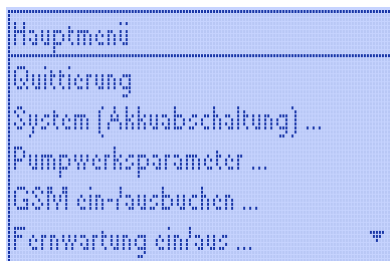 Hauptmenü
Quittierung
System (Akkuabschaltung) ...
Pumpwerksparameter ...
GSM ein-/ausbuchen ...
Fernwartung ein/aus ...